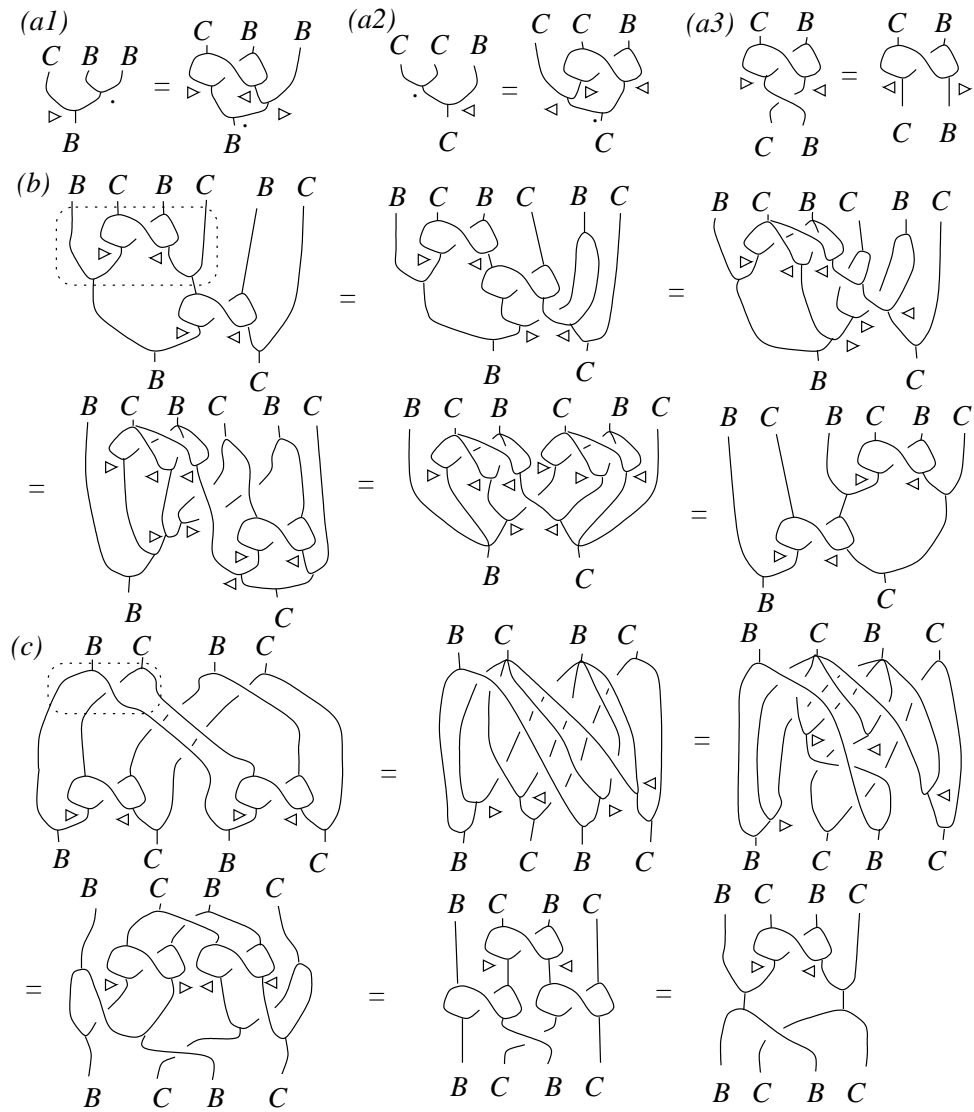 (a1) (a2) (a3)
C B B = C B B
B B
C C B = C C B
C C
C B = C B
C B C B
(b)
B C B C B C = B C B C B C = B C B C B C
B C B C B C
= B C B C B C = B C B C B C = B C B C B C
B C B C B C
(c)
B C B C = B C B C = B C B C
B C B C B C B C B C B C
= B C B C = B C B C = B C B C
B C B C B C B C B C B C